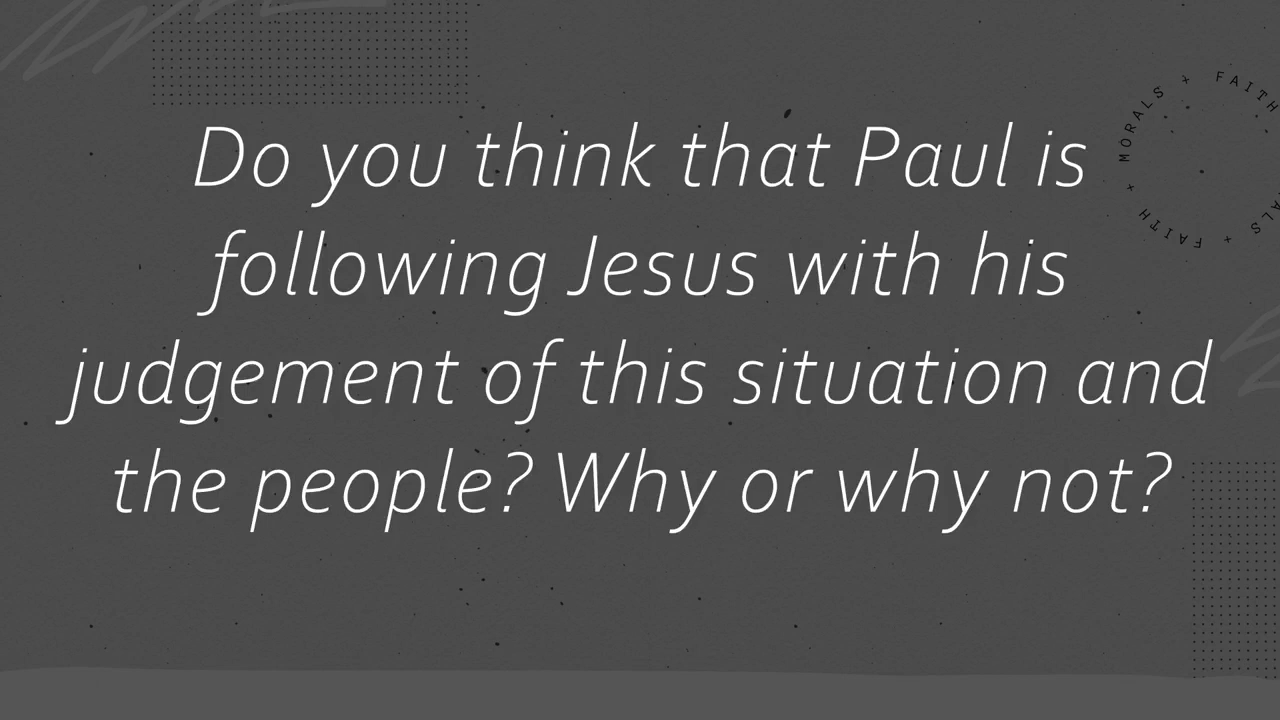 Do you think that Paul is
following Jesus with his
judgement of this situation and
the people? Why or why not?
MORALS + FAITH
ALS + FAITH +